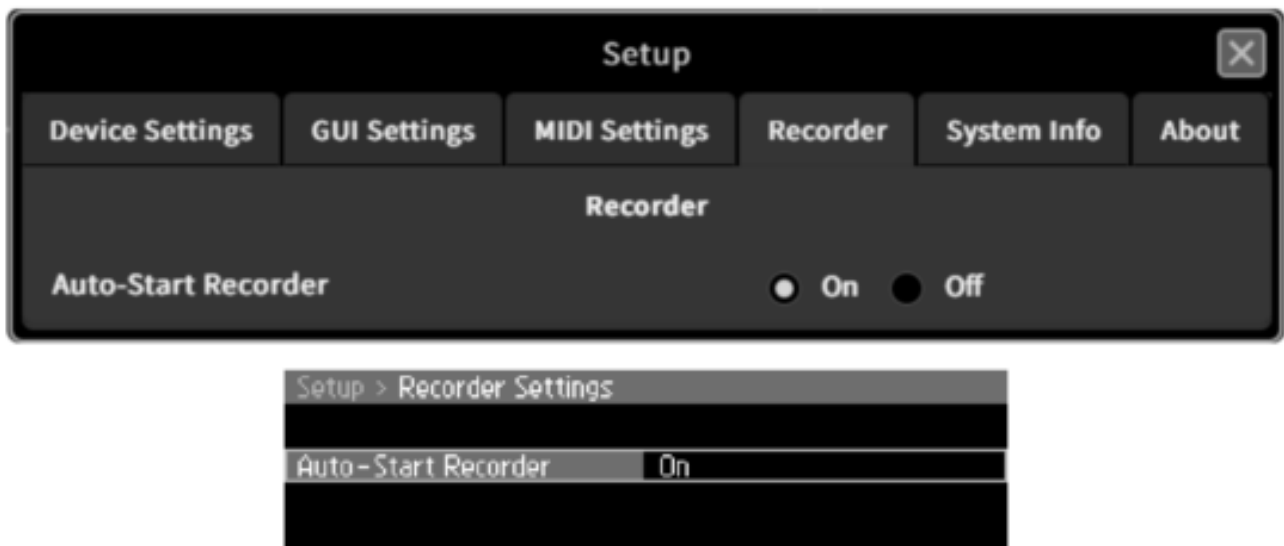 Setup
Device Settings GUI Settings MIDI Settings Recorder System Info About
Recorder
Auto-Start Recorder On Off
Setup > Recorder Settings
Auto-Start Recorder On